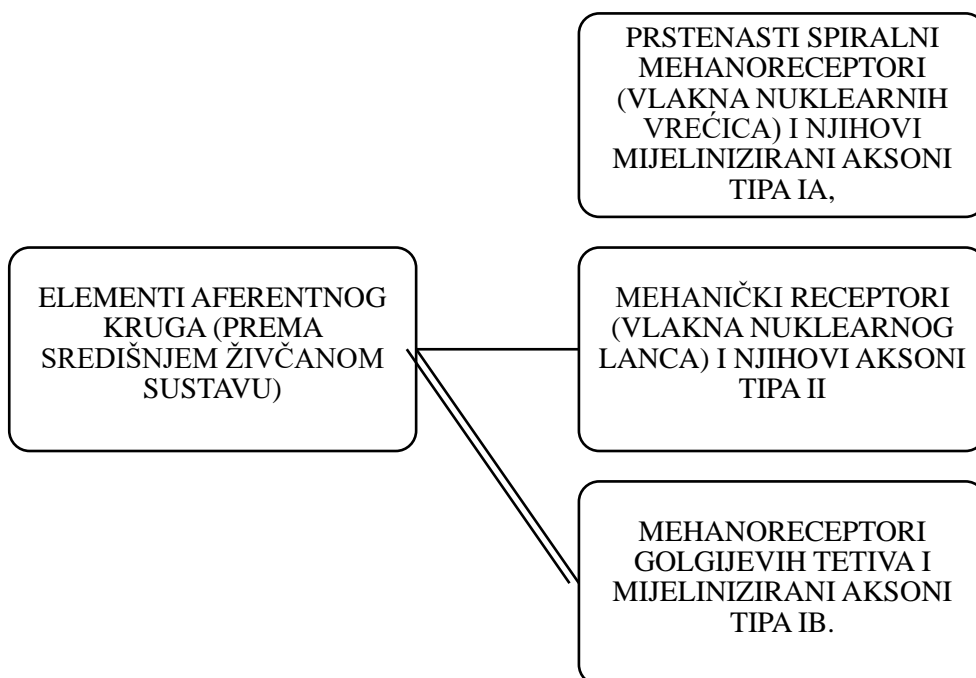 PRSTENASTI SPIRALNI
MEHANORECEPTORI
(VLAKNA NUKLEARNIH
VREĆICA) I NJIHOVI
MIJELINIZIRANI AKSONI
TIPA IA,
ELEMENTI AFERENTNOG
KRUGA (PREMA
SREDIŠNJEM ŽIVČANOM
SUSTAVU)
MEHANIČKI RECEPTORI
(VLAKNA NUKLEARNOG
LANCA) I NJIHOVI AKSONI
TIPA II
MEHANORECEPTORI
GOLGIJEVIH TETIVA I
MIJELINIZIRANI AKSONI
TIPA IB.